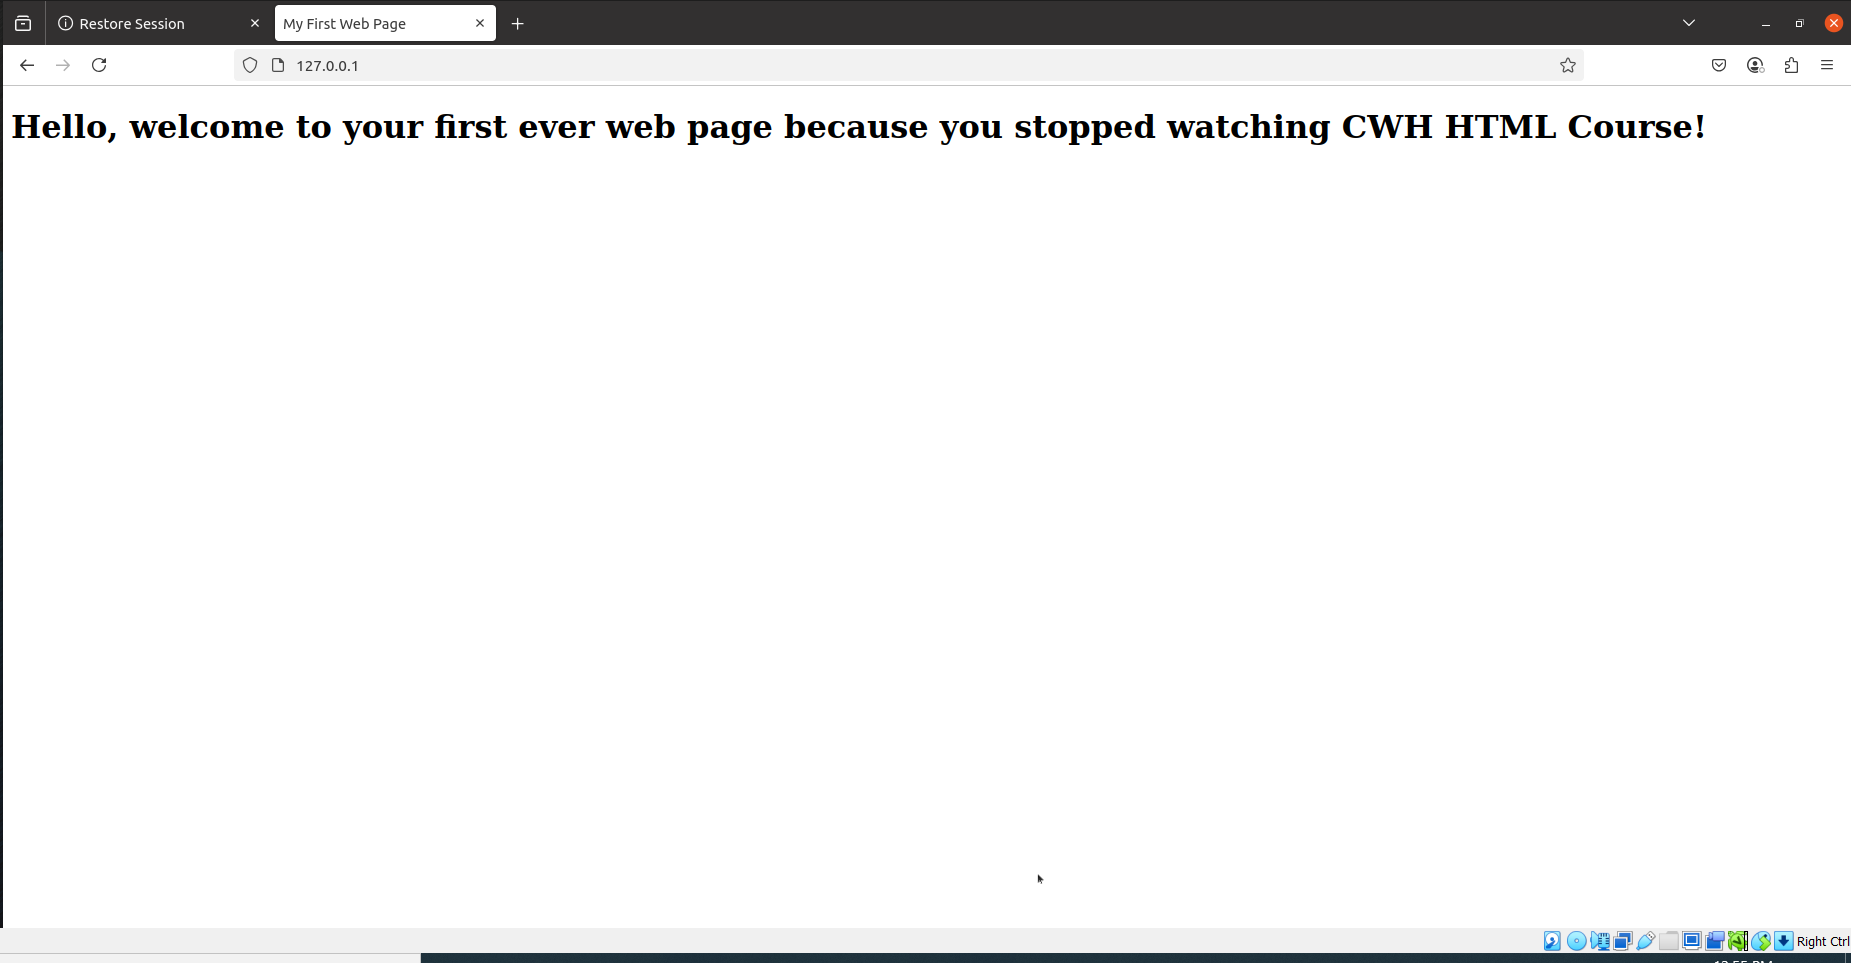 Restore Session
My First Web Page
127.0.0.1
Hello, welcome to your first ever web page because you stopped watching CWH HTML Course!
Right Ctrl